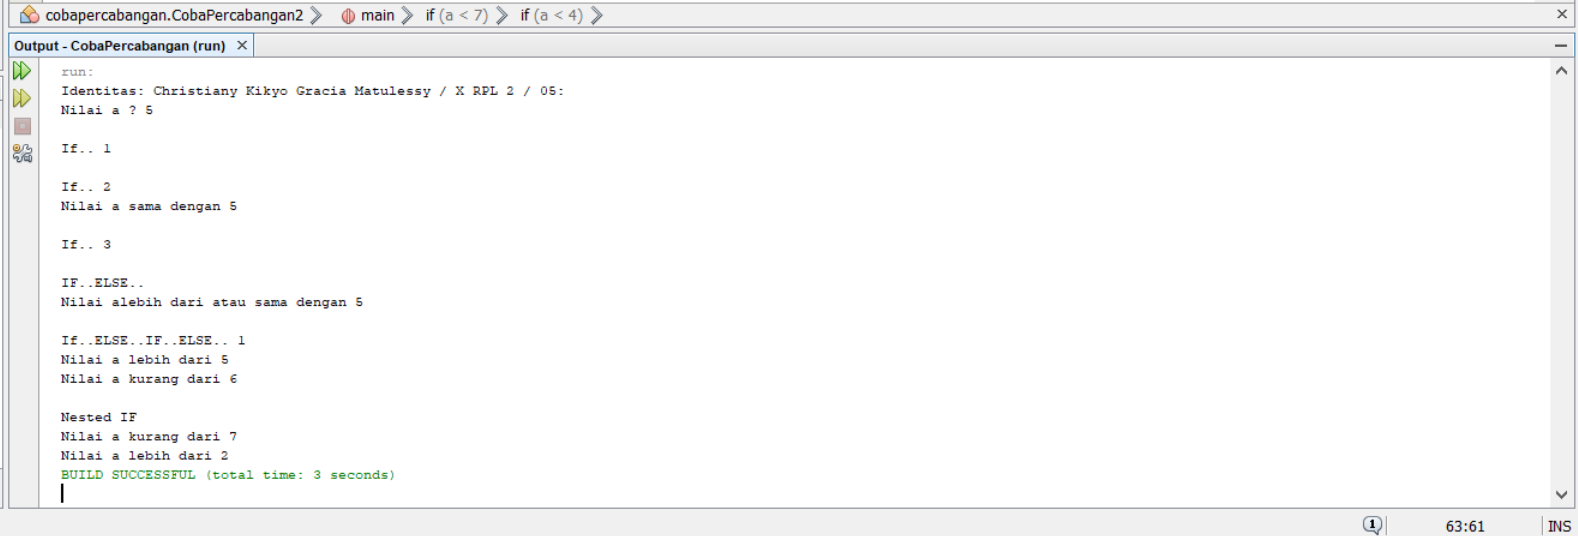 cobapercabangan.CobaPercabangan2 main if (a < 7) if (a < 4)
Output - CobaPercabangan (run)
run:
Identitas: Christiany Kikyo Gracia Matulessy / X RPL 2 / 05:
Nilai a ? 5
If.. 1
If.. 2
Nilai a sama dengan 5
If.. 3
IF..ELSE..
Nilai alebih dari atau sama dengan 5
If..ELSE..IF..ELSE.. 1
Nilai a lebih dari 5
Nilai a kurang dari 6
Nested IF
Nilai a kurang dari 7
Nilai a lebih dari 2
BUILD SUCCESSFUL (total time: 3 seconds)
1 63:61 INS